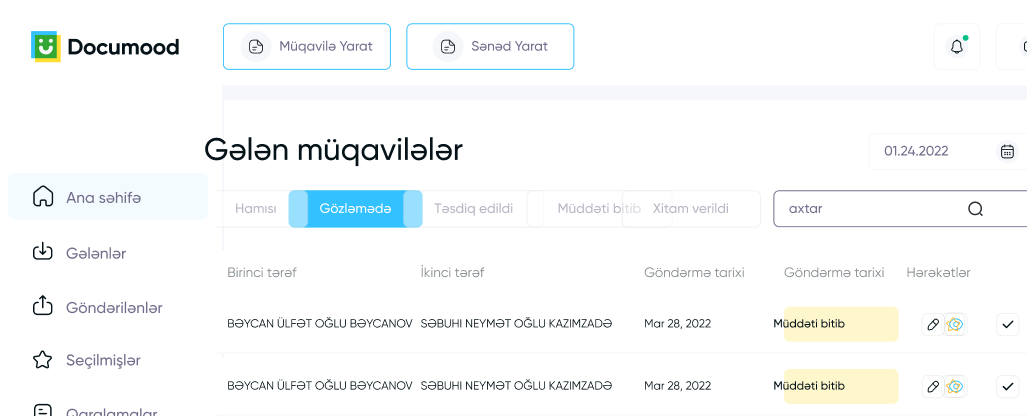 Documood
Müqavilə Yarat
Sənəd Yarat
Gələn müqavilələr
01.24.2022
Ana səhifə
Hamısı
Gözləmədə
Təsdiq edildi
Müddəti bitib
Xitam verildi
axtar
Gələnlər
Göndərilənlər
Seçilmişlər
Qaralamalar
Birinci tərəf
İkinci tərəf
Göndərmə tarixi
Göndərmə tarixi
Hərəkətlər
BƏYCAN ÜLFƏT OĞLU BƏYCANOV
SƏBUHI NEYMƏT OĞLU KAZIMZADƏ
Mar 28, 2022
Müddəti bitib
BƏYCAN ÜLFƏT OĞLU BƏYCANOV
SƏBUHI NEYMƏT OĞLU KAZIMZADƏ
Mar 28, 2022
Müddəti bitib